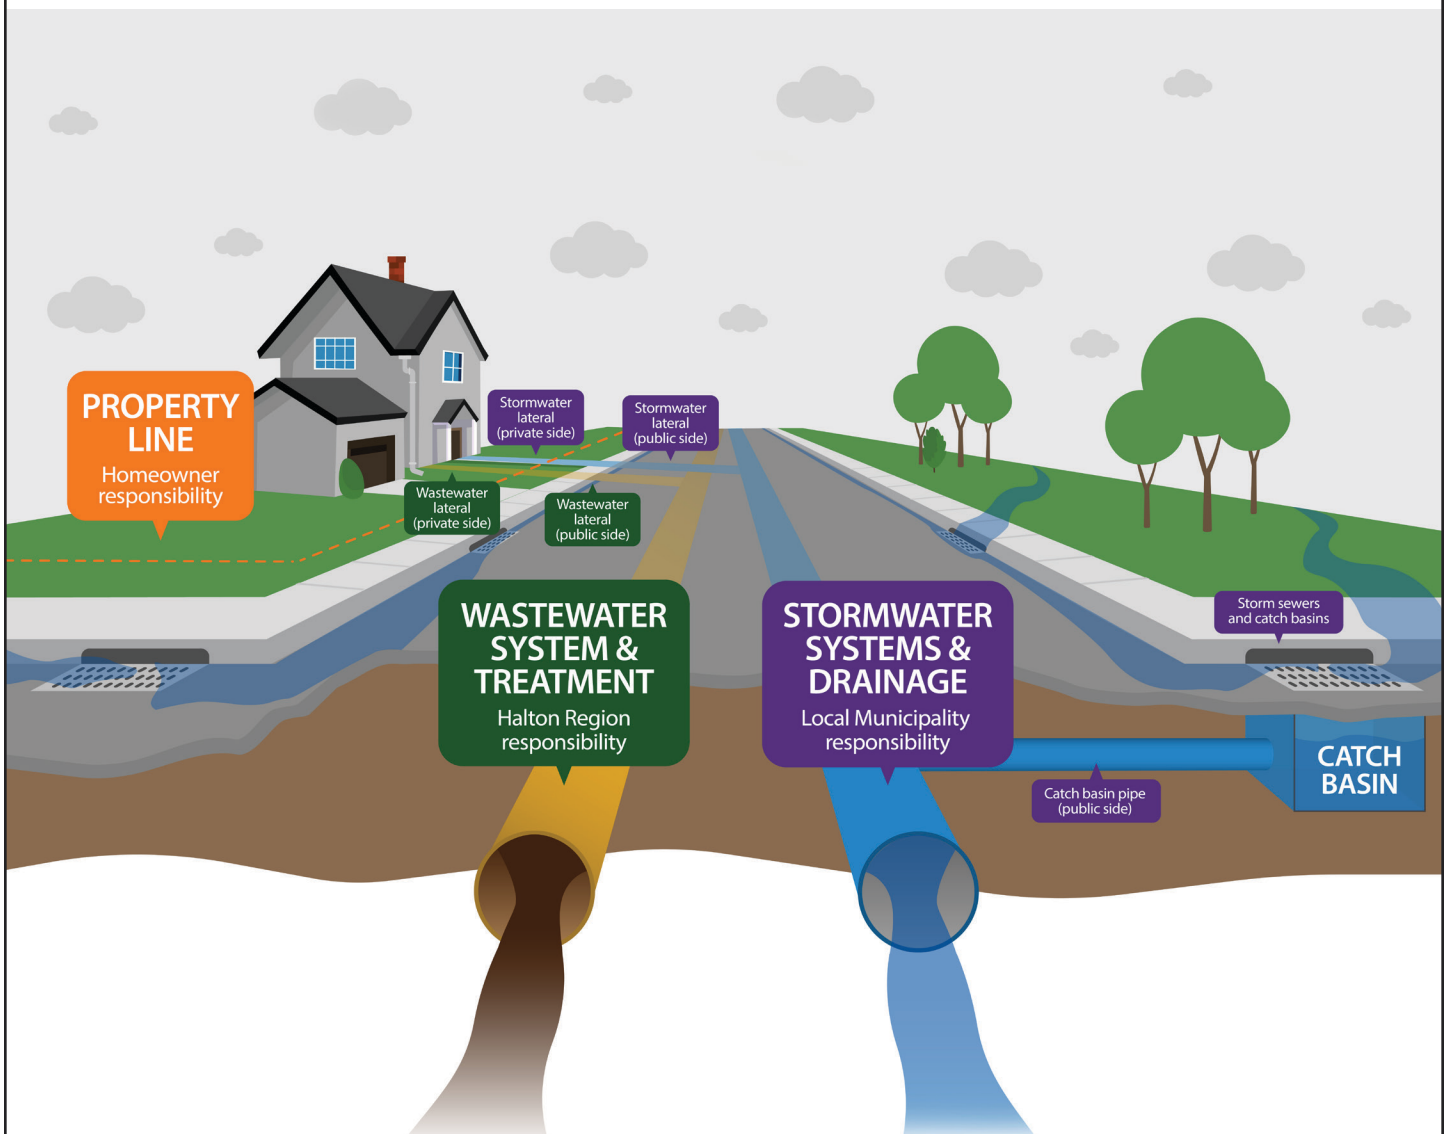 PROPERTY
LINE
Homeowner
responsibility
Stormwater
lateral
(private side)
Stormwater
lateral
(public side)
Wastewater
lateral
(private side)
Wastewater
lateral
(public side)
WASTEWATER
SYSTEM &
TREATMENT
Halton Region
responsibility
STORMWATER
SYSTEMS &
DRAINAGE
Local Municipality
responsibility
Storm sewers
and catch basins
Catch basin pipe
(public side)
CATCH
BASIN